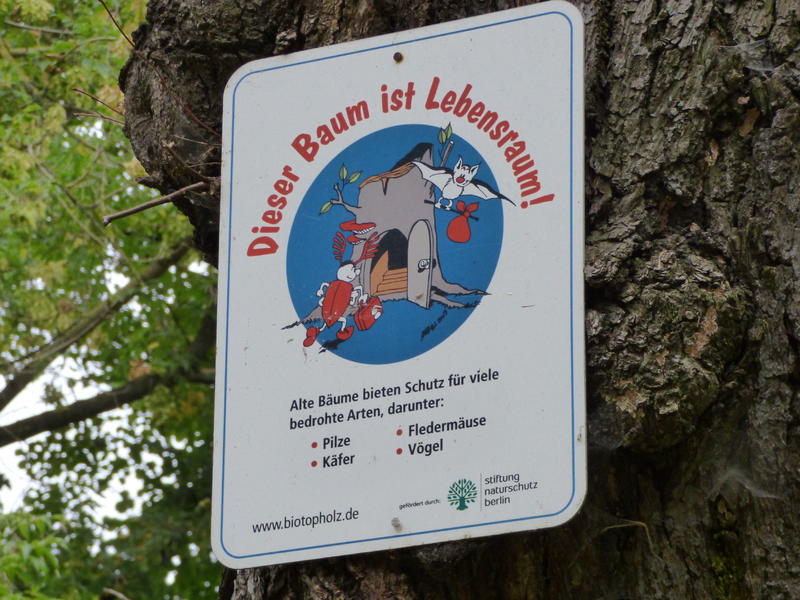 Dieser Baum ist Lebensraum!
Alte Bäume bieten Schutz für viele
bedrohte Arten, darunter:
• Pilze
• Käfer
• Fledermäuse
• Vögel
www.biotopholz.de
gefördert durch:
stiftung
naturschutz
berlin